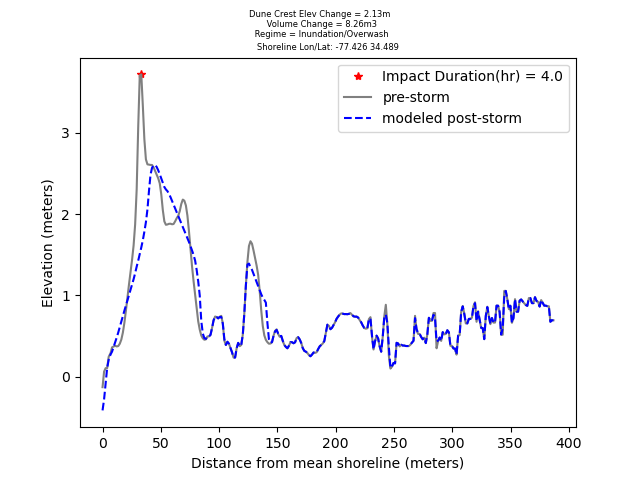 Dune Crest Elev Change = 2.13m
Volume Change = 8.26m3
Regime = Inundation/Overwash
Shoreline Lon/Lat: -77.426 34.489
Impact Duration(hr) = 4.0
pre-storm
modeled post-storm
3
2
1
0
Elevation (meters)
0 50 100 150 200 250 300 350 400
Distance from mean shoreline (meters)